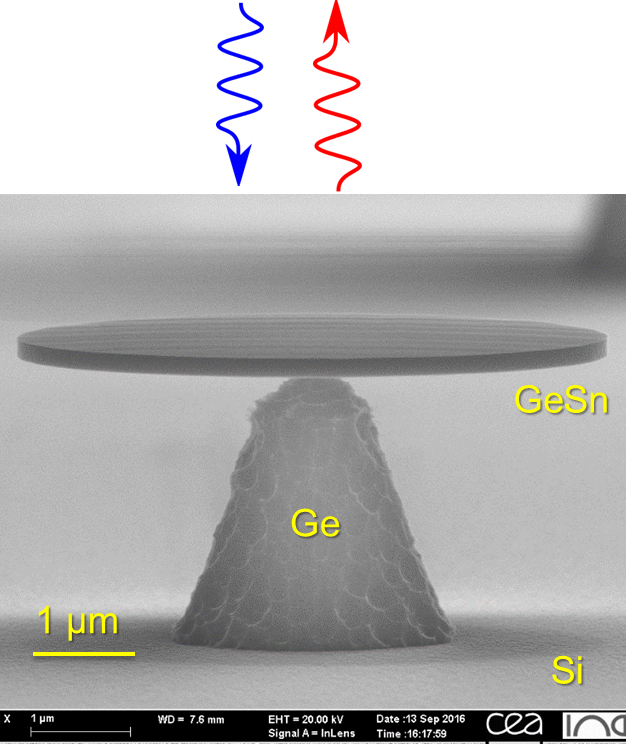 GeSn
Ge
1 μm
Si
X 1 μm WD = 7.6 mm EHT = 20.00 kV Date :13 Sep 2016 cea
Signal A = InLens Time :16:17:59